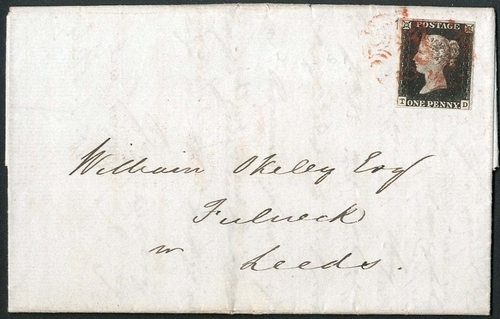 POSTAGE
T ONE PENNY D
William Okeley Esq
Fulneck
nr
Leeds.